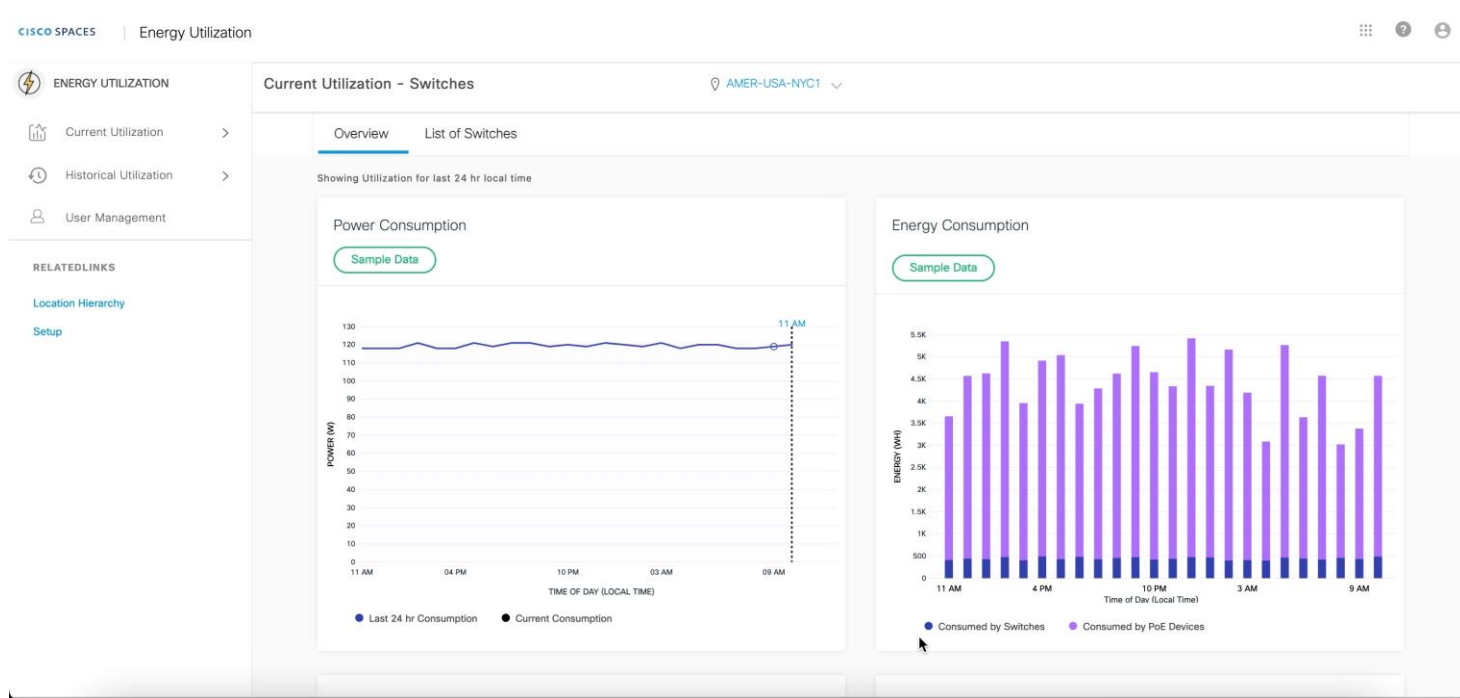 CISCO SPACES
Energy Utilization
ENERGY UTILIZATION
Current Utilization
Historical Utilization
User Management
RELATEDLINKS
Location Hierarchy
Setup
Current Utilization - Switches
AMER-USA-NYC1
Overview
List of Switches
Showing Utilization for last 24 hr local time
Power Consumption
Sample Data
11 AM
130
120
110
100
90
80
70
60
50
40
30
20
10
0
POWER (W)
11 AM
04 PM
10 PM
03 AM
09 AM
TIME OF DAY (LOCAL TIME)
Last 24 hr Consumption
Current Consumption
Energy Consumption
Sample Data
5.5K
5K
4.5K
4K
3.5K
3K
2.5K
2K
1.5K
1K
500
0
ENERGY (WH)
11 AM
4 PM
10 PM
3 AM
9 AM
Time of Day (Local Time)
Consumed by Switches
Consumed by PoE Devices